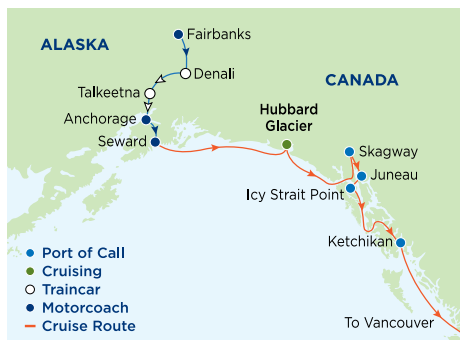 Fairbanks
ALASKA
Denali
CANADA
Talkeetna
Hubbard
Glacier
Anchorage
Seward
Skagway
Juneau
Icy Strait Point
Ketchikan
Port of Call
Cruising
Traincar
Motorcoach
Cruise Route
To Vancouver